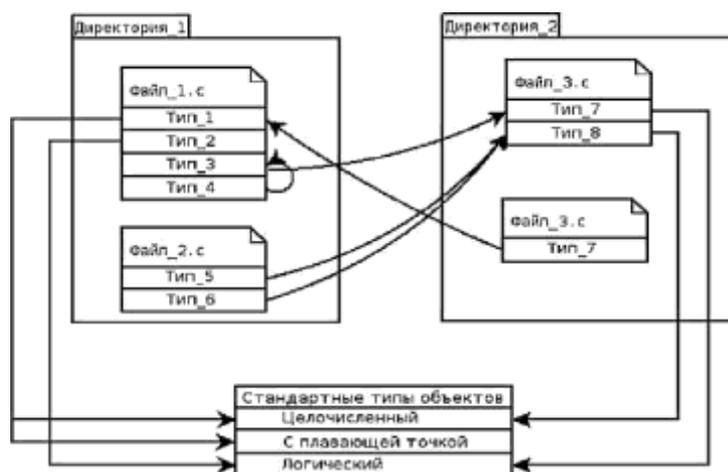 Директория_1
Файл_1.c
Тип_1
Тип_2
Тип_3
Тип_4
Файл_2.c
Тип_5
Тип_6
Директория_2
Файл_3.c
Тип_7
Тип_8
Файл_3.c
Тип_7
Стандартные типы объектов
Целочисленный
С плавающей точкой
Логический